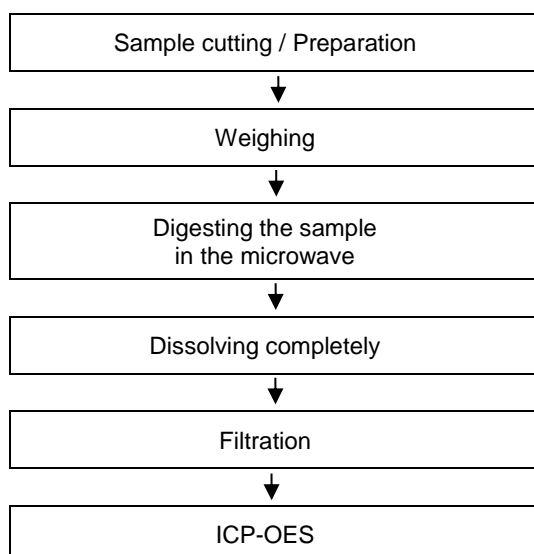 Sample cutting / Preparation
Weighing
Digesting the sample
in the microwave
Dissolving completely
Filtration
ICP-OES